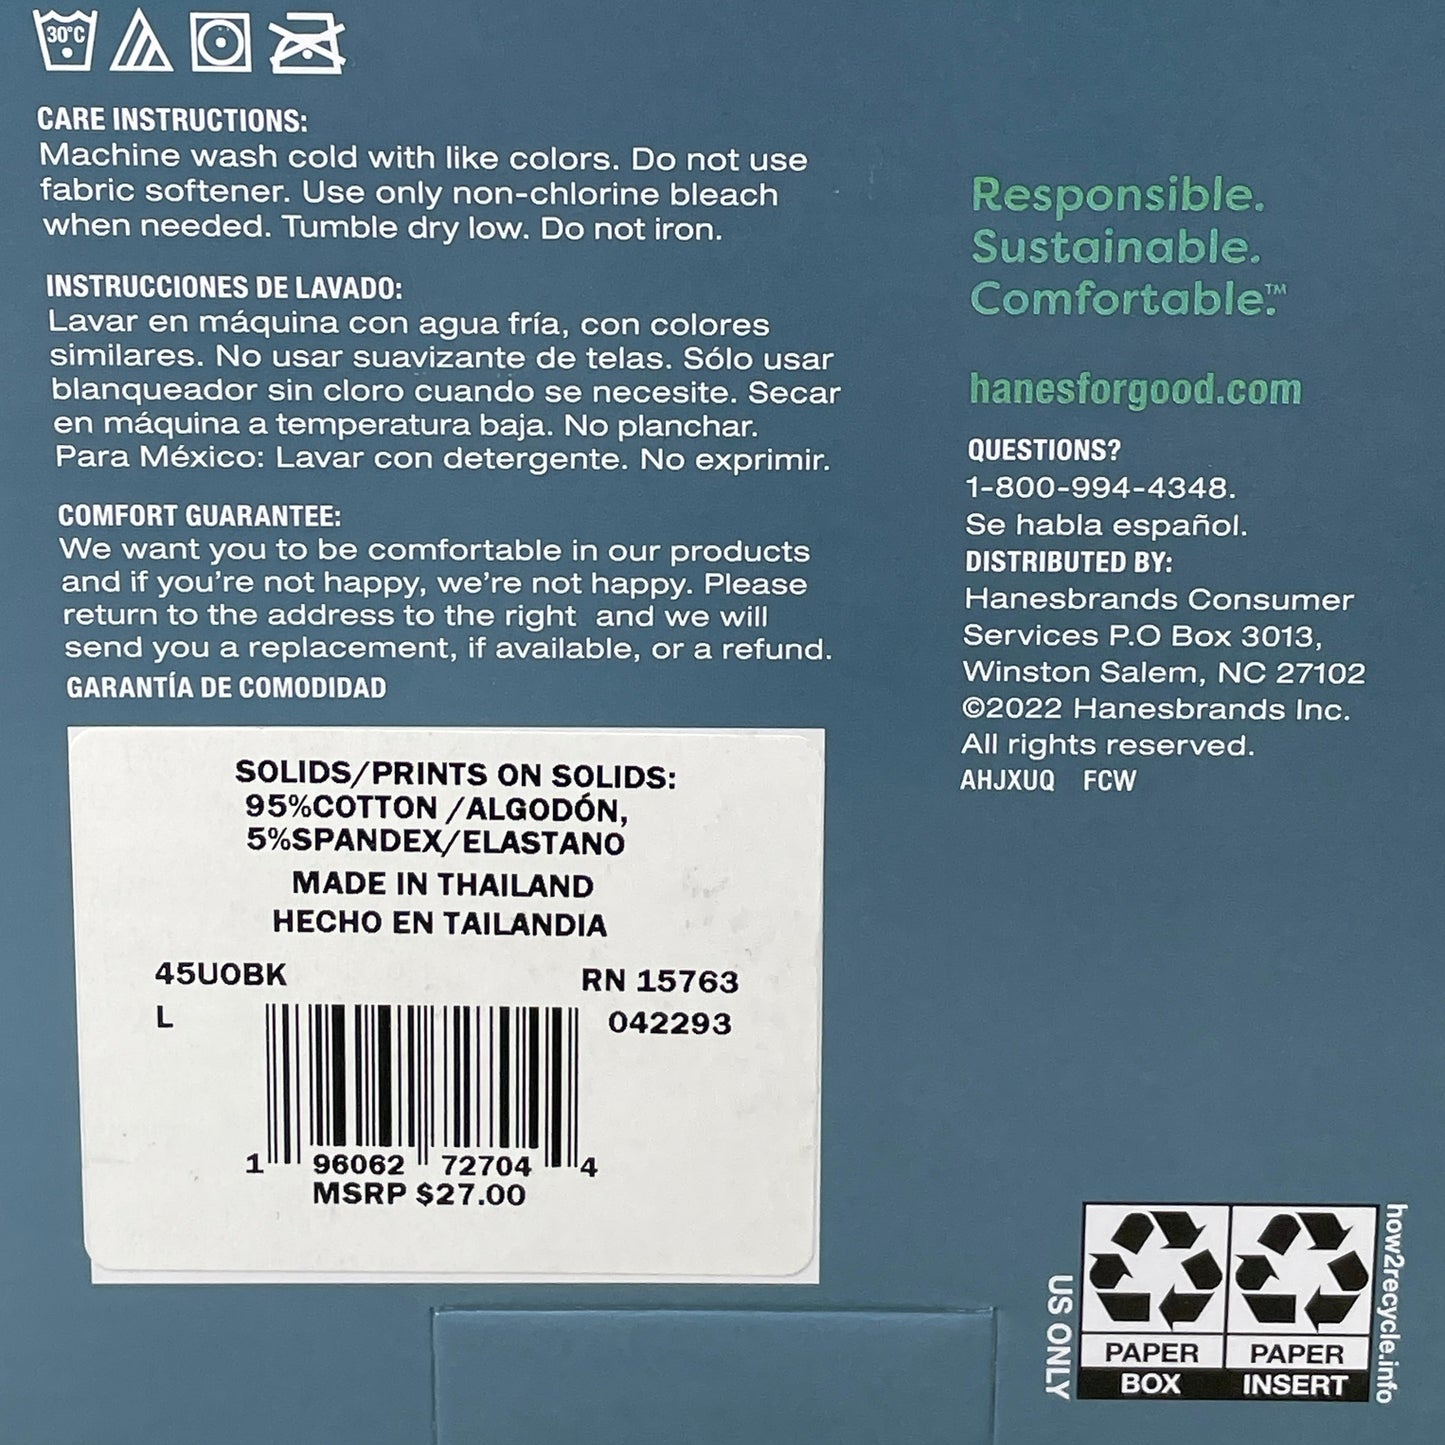 30°C
CARE INSTRUCTIONS:
Machine wash cold with like colors. Do not use
fabric softener. Use only non-chlorine bleach
when needed. Tumble dry low. Do not iron.
INSTRUCCIONES DE LAVADO:
Lavar en máquina con agua fría, con colores
similares. No usar suavizante de telas. Sólo usar
blanqueador sin cloro cuando se necesite. Secar
en máquina a temperatura baja. No planchar.
Para México: Lavar con detergente. No exprimir.
COMFORT GUARANTEE:
We want you to be comfortable in our products
and if you're not happy, we're not happy. Please
return to the address to the right and we will
send you a replacement, if available, or a refund.
GARANTÍA DE COMODIDAD
SOLIDS/PRINTS ON SOLIDS:
95%COTTON /ALGODÓN,
5%SPANDEX/ELASTANO
MADE IN THAILAND
HECHO EN TAILANDIA
45UOBK RN 15763
L 042293
1 96062 72704 4
MSRP $27.00
Responsible.
Sustainable.
Comfortable.™
hanesforgood.com
QUESTIONS?
1-800-994-4348.
Se habla español.
DISTRIBUTED BY:
Hanesbrands Consumer
Services P.O Box 3013,
Winston Salem, NC 27102
©2022 Hanesbrands Inc.
All rights reserved.
AHJXUQ FCW
US ONLY
PAPER
BOX
PAPER
INSERT
how2recycle.info